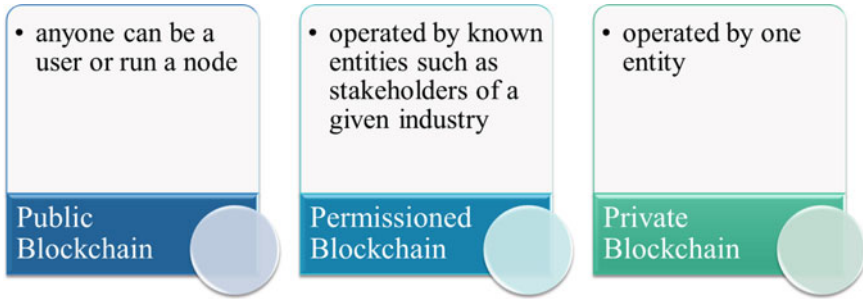 • anyone can be a
user or run a node
Public
Blockchain
• operated by known
entities such as
stakeholders of a
given industry
Permissioned
Blockchain
• operated by one
entity
Private
Blockchain